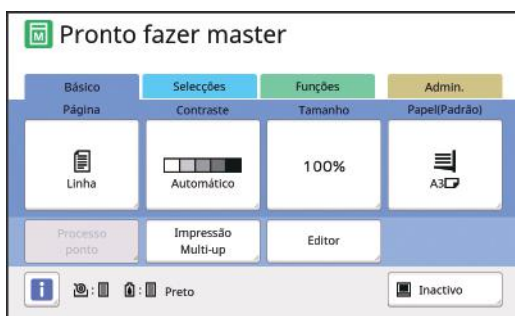 Pronto fazer master
Básico
Selecções
Funções
Admin.
Página
Contraste
Tamanho
Papel(Padrão)
Linha
Automático
100%
A3
Processo
ponto
Impressão
Multi-up
Editor
i
Preto
Inactivo